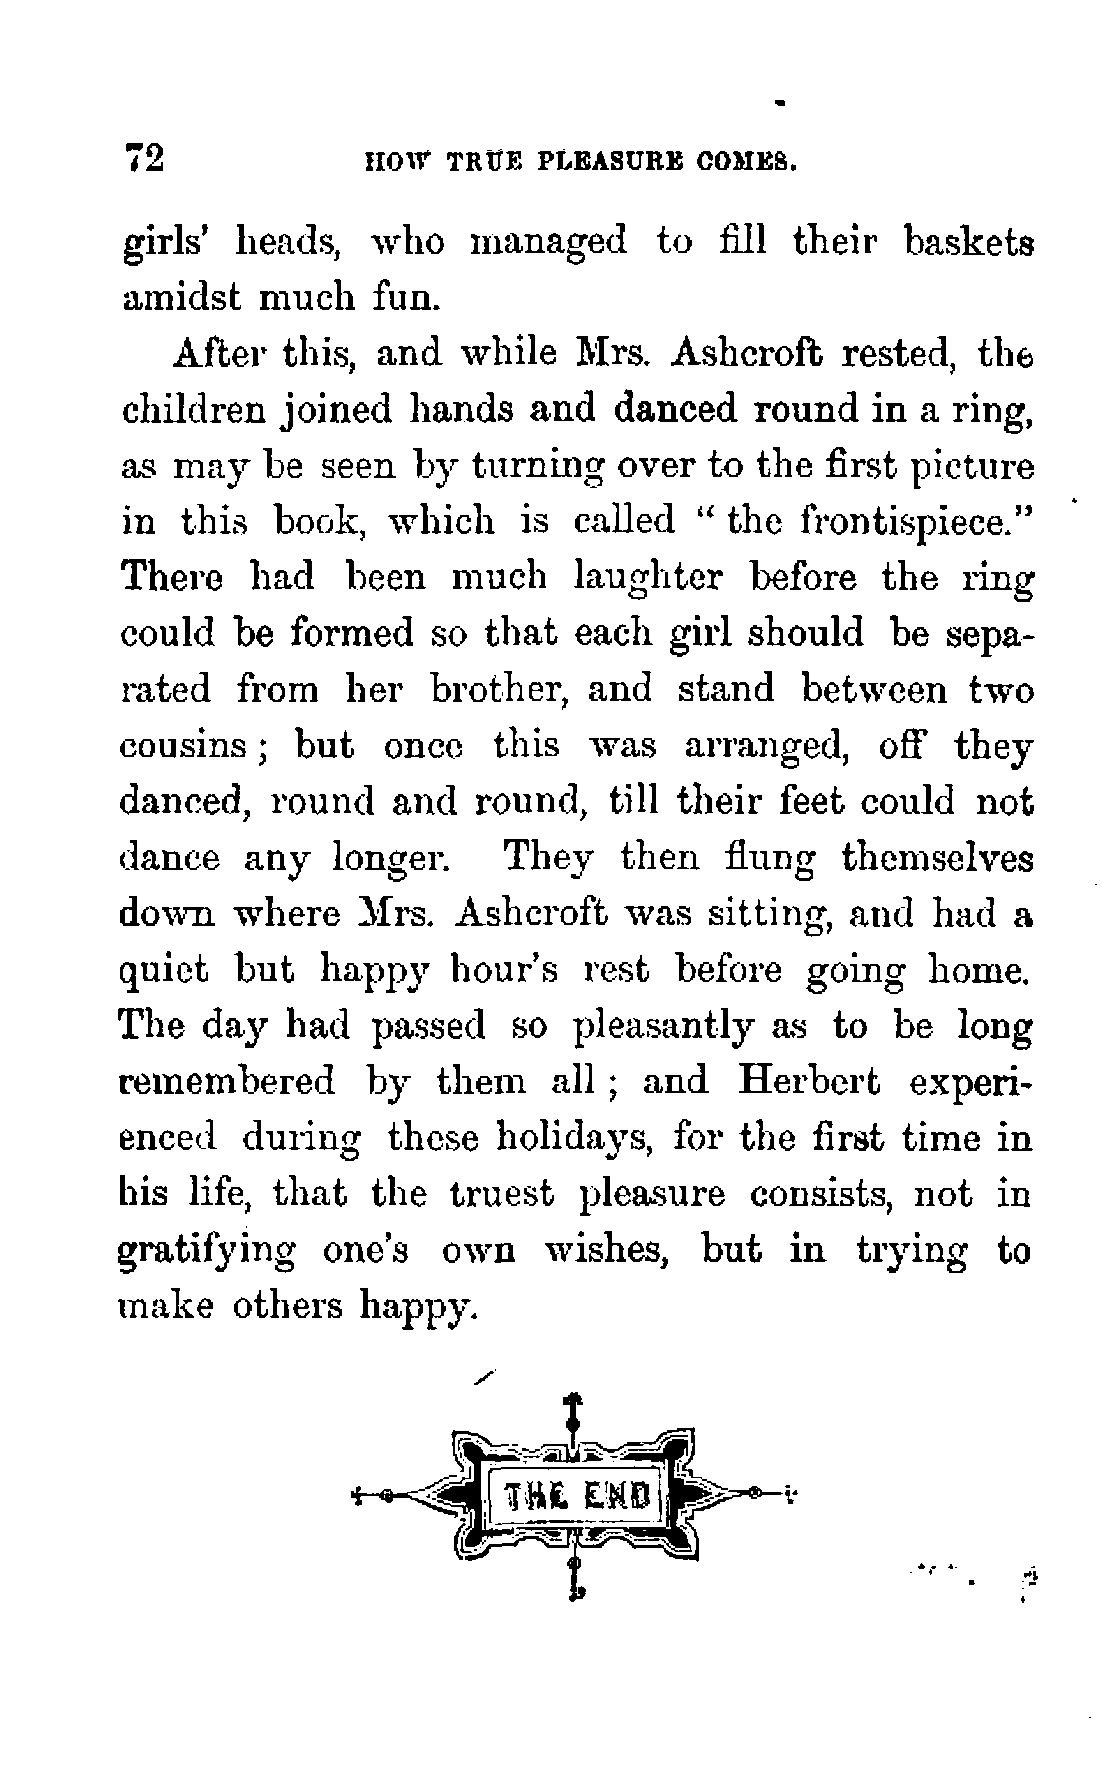 72 HOW TRUE PLEASURE COMES.
girls' heads, who managed to fill their baskets
amidst much fun.
After this, and while Mrs. Ashcroft rested, the
children joined hands and danced round in a ring,
as may be seen by turning over to the first picture
in this book, which is called “ the frontispiece.”
There had been much laughter before the ring
could be formed so that each girl should be sepa-
rated from her brother, and stand between two
cousins ; but once this was arranged, off they
danced, round and round, till their feet could not
dance any longer. They then flung themselves
down where Mrs. Ashcroft was sitting, and had a
quiet but happy hour's rest before going home.
The day had passed so pleasantly as to be long
remembered by them all ; and Herbert experi-
enced during these holidays, for the first time in
his life, that the truest pleasure consists, not in
gratifying one's own wishes, but in trying to
make others happy.
THE END